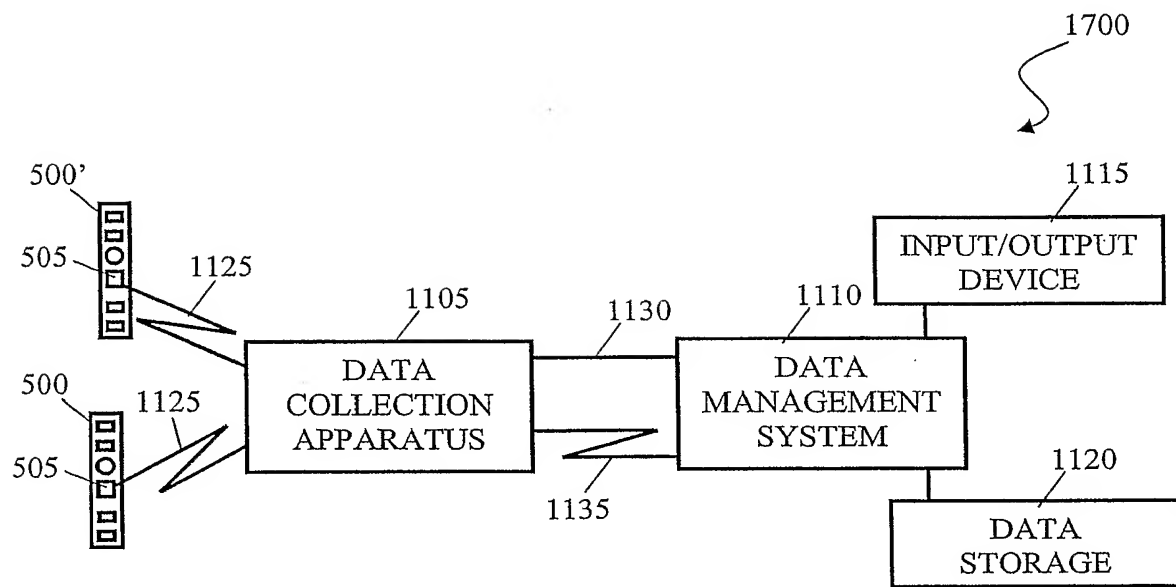 1700
500’
1115
505
1125
INPUT/OUTPUT
DEVICE
1105
1130
1110
DATA
COLLECTION
APPARATUS
DATA
MANAGEMENT
SYSTEM
500
1125
505
1135
1120
DATA
STORAGE